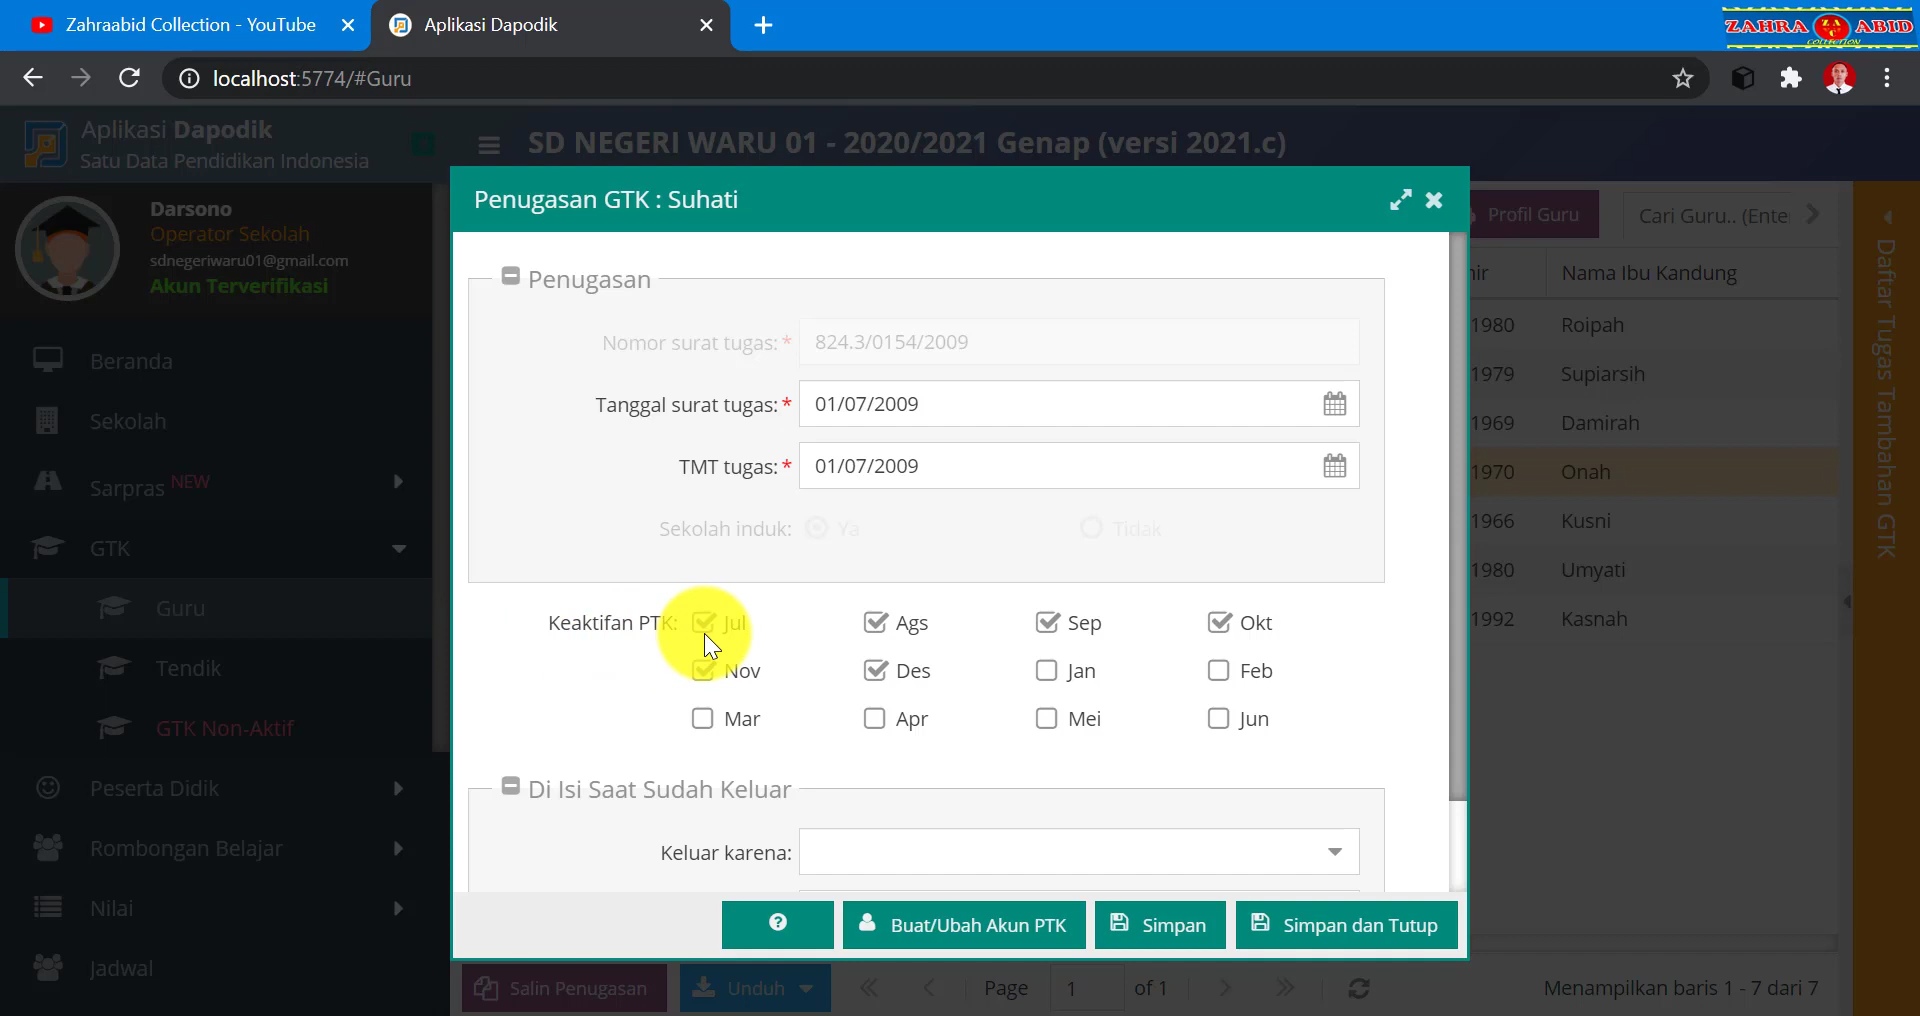 Zahraabid Collection - YouTube
Aplikasi Dapodik
ZAHRA ZA ABID
COLLECTION
localhost:5774/#Guru
Aplikasi Dapodik
Satu Data Pendidikan Indonesia
SD NEGERI WARU 01 - 2020/2021 Genap (versi 2021.c)
Darsono
Operator Sekolah
sdnegeriwaru01@gmail.com
Akun Terverifikasi
Beranda
Sekolah
Sarpras NEW
GTK
Guru
Tendik
GTK Non-Aktif
Peserta Didik
Rombongan Belajar
Nilai
Jadwal
Penugasan GTK : Suhati
Penugasan
Nomor surat tugas:* 824.3/0154/2009
Tanggal surat tugas:* 01/07/2009
TMT tugas:* 01/07/2009
Sekolah induk: Ya Tidak
Keaktifan PTK: Jul Ags Sep Okt
Nov Des Jan Feb
Mar Apr Mei Jun
Di Isi Saat Sudah Keluar
Keluar karena:
Buat/Ubah Akun PTK
Simpan
Simpan dan Tutup
Profil Guru
Cari Guru.. (Ente
Nama Ibu Kandung
1980 Roipah
1979 Supiarsih
1969 Damirah
1970 Onah
1966 Kusni
1980 Umyati
1992 Kasnah
Daftar Tugas Tambahan GTK
Salin Penugasan
Unduh
Page 1 of 1
Menampilkan baris 1 - 7 dari 7